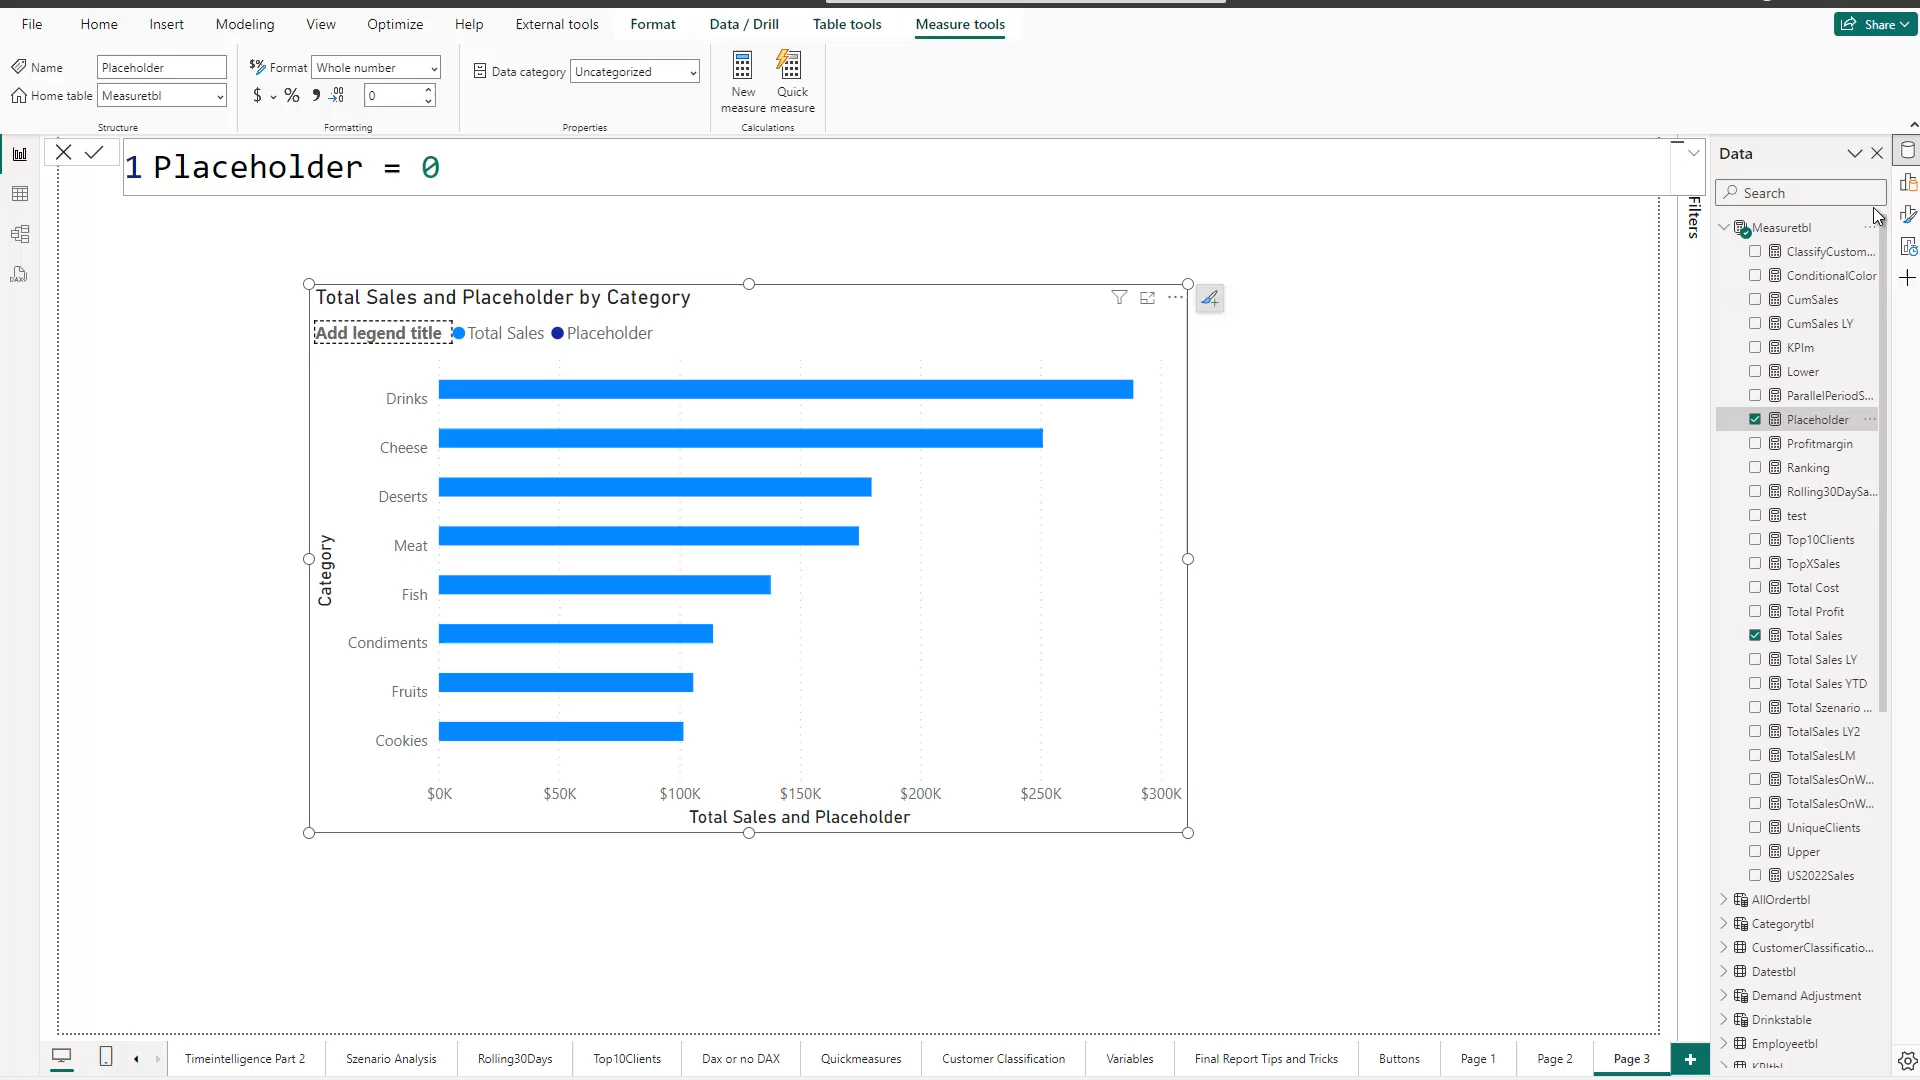 File Home Insert Modeling View Optimize Help External tools Format Data / Drill Table tools Measure tools Share
Name Placeholder
Home table Measuretbl
Structure
$% Format Whole number
$ % , .00 0
Formatting
Data category Uncategorized
Properties
New measure
Quick measure
Calculations
1 Placeholder = 0
Filters
Total Sales and Placeholder by Category
Add legend title Total Sales Placeholder
Category
Drinks
Cheese
Deserts
Meat
Fish
Condiments
Fruits
Cookies
$0K $50K $100K $150K $200K $250K $300K
Total Sales and Placeholder
Data
Search
Measuretbl
ClassifyCustom...
ConditionalColor
CumSales
CumSales LY
KPIm
Lower
ParallelPeriodS...
Placeholder
Profitmargin
Ranking
Rolling30DaySa...
test
Top10Clients
TopXSales
Total Cost
Total Profit
Total Sales
Total Sales LY
Total Sales YTD
Total Szenario ...
TotalSales LY2
TotalSalesLM
TotalSalesOnW...
TotalSalesOnW...
UniqueClients
Upper
US2022Sales
AllOrdertbl
Categorytbl
CustomerClassificatio...
Datestbl
Demand Adjustment
Drinkstable
Employeetbl
KPItbl
DAX
Timeintelligence Part 2 Szenario Analysis Rolling30Days Top10Clients Dax or no DAX Quickmeasures Customer Classification Variables Final Report Tips and Tricks Buttons Page 1 Page 2 Page 3